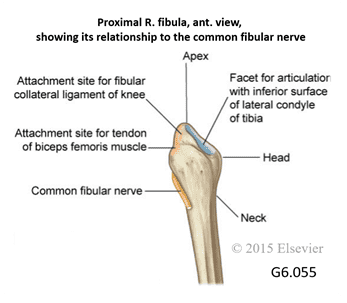 Proximal R. fibula, ant. view,
showing its relationship to the common fibular nerve
Apex
Attachment site for fibular
collateral ligament of knee
Facet for articulation
with inferior surface
of lateral condyle
of tibia
Attachment site for tendon
of biceps femoris muscle
Head
Common fibular nerve
Neck
© 2015 Elsevier
G6.055